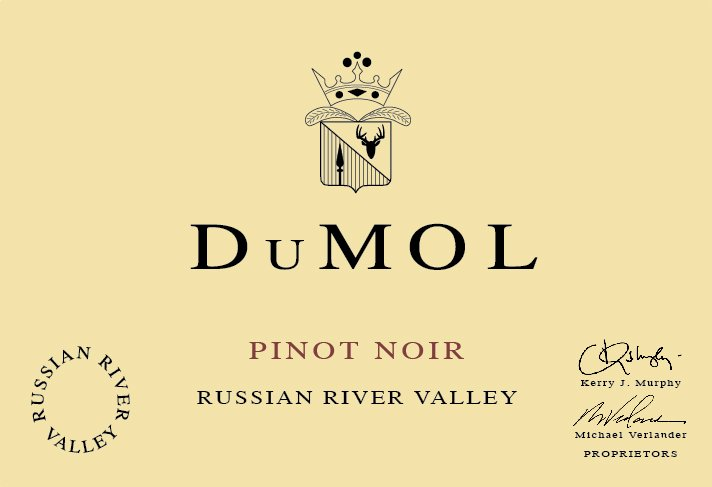 DuMOL
PINOT NOIR
RUSSIAN RIVER VALLEY
RUSSIAN RIVER VALLEY
Kerry J. Murphy
Michael Verlander
PROPRIETORS